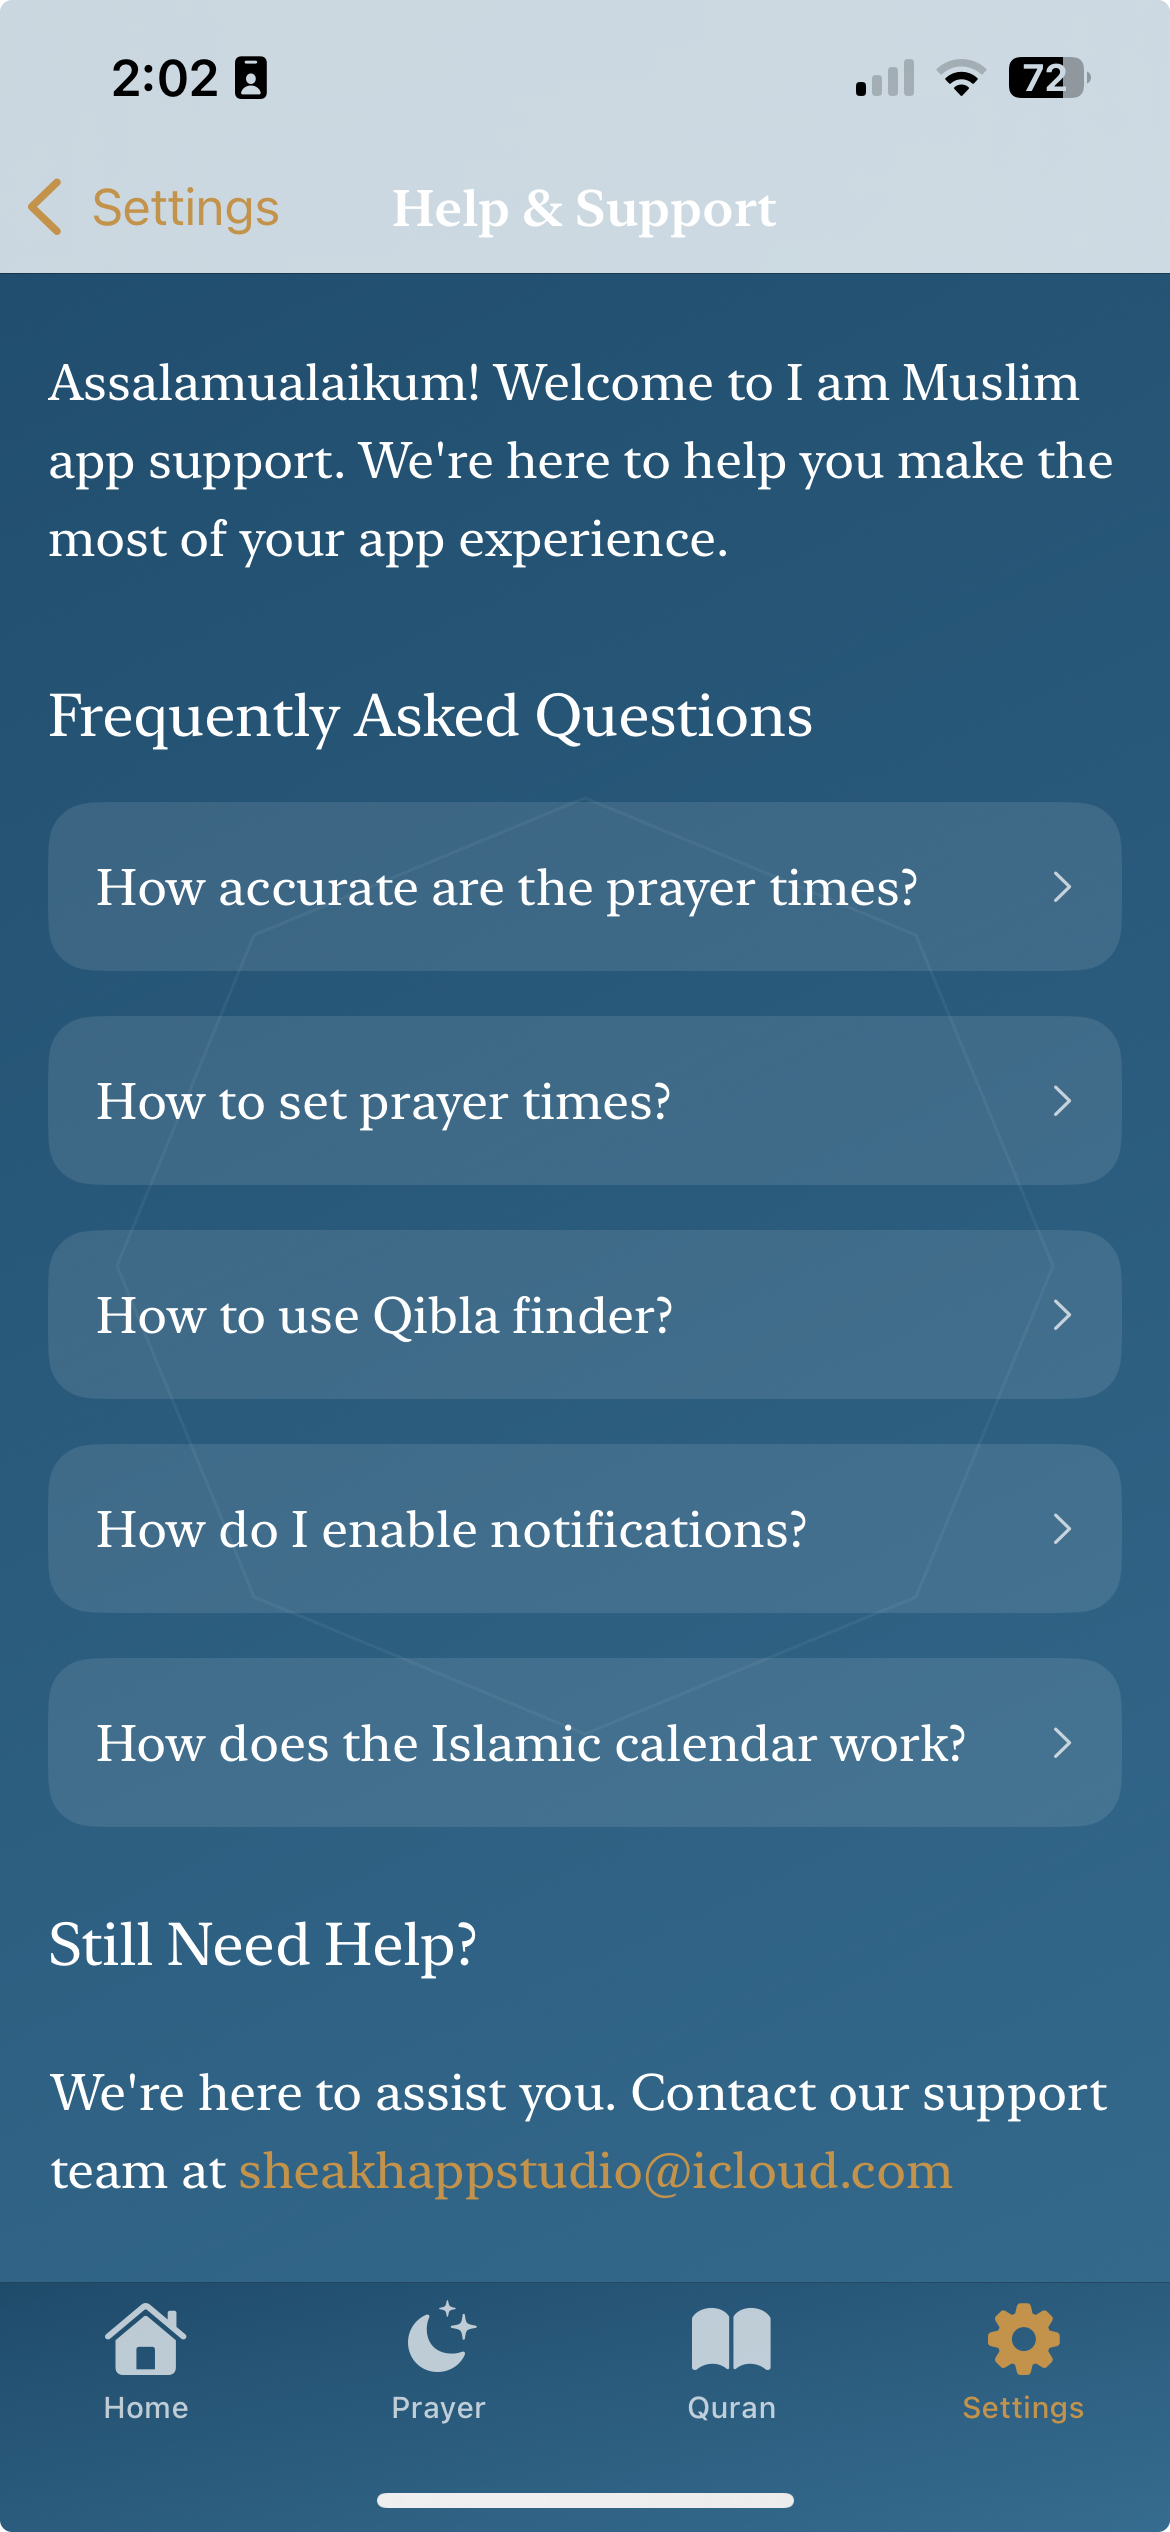 2:02
72
Settings
Help & Support
Assalamualaikum! Welcome to I am Muslim
app support. We're here to help you make the
most of your app experience.
Frequently Asked Questions
How accurate are the prayer times?
How to set prayer times?
How to use Qibla finder?
How do I enable notifications?
How does the Islamic calendar work?
Still Need Help?
We're here to assist you. Contact our support
team at sheakhappstudio@icloud.com
Home
Prayer
Quran
Settings